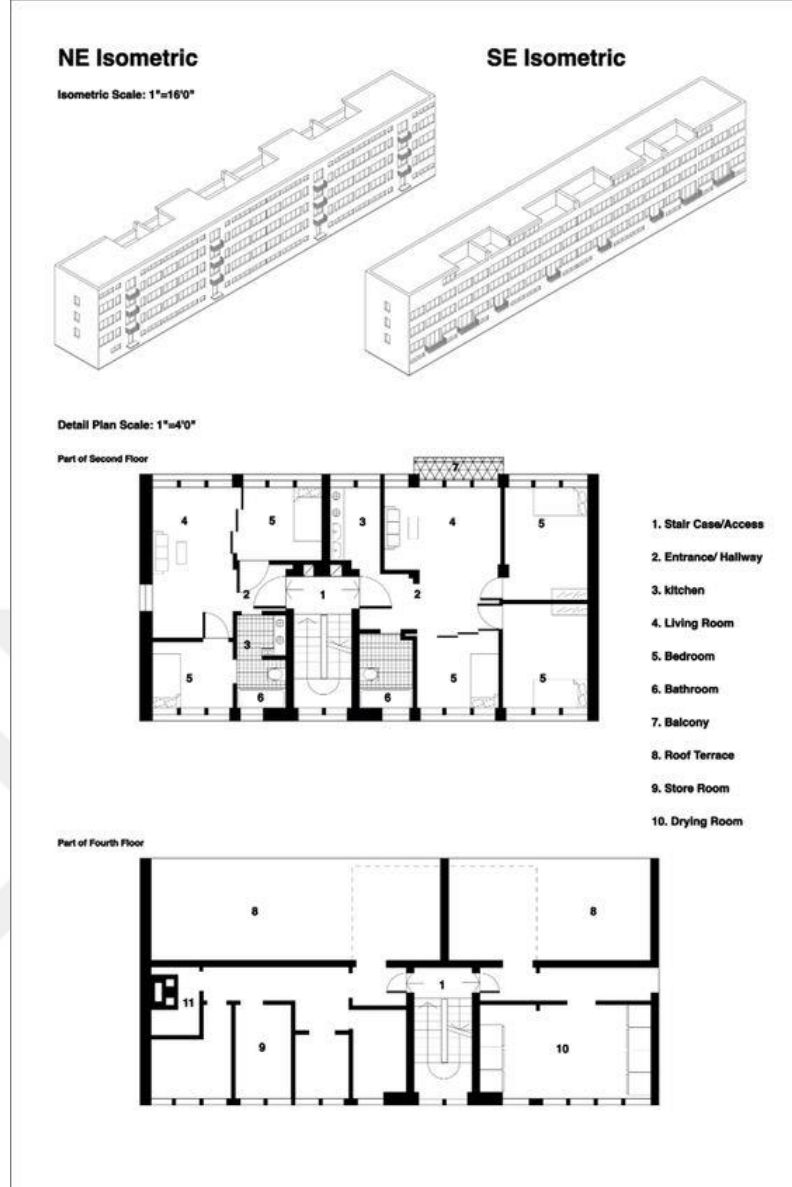 NE Isometric
SE Isometric
Isometric Scale: 1"=16'0"
Detail Plan Scale: 1"=4'0"
Part of Second Floor
7
4
5
3
4
5
2
1
2
3
5
6
6
5
5
1. Stair Case/Access
2. Entrance/ Hallway
3. kitchen
4. Living Room
5. Bedroom
6. Bathroom
7. Balcony
8. Roof Terrace
9. Store Room
10. Drying Room
Part of Fourth Floor
8
8
1
11
9
10